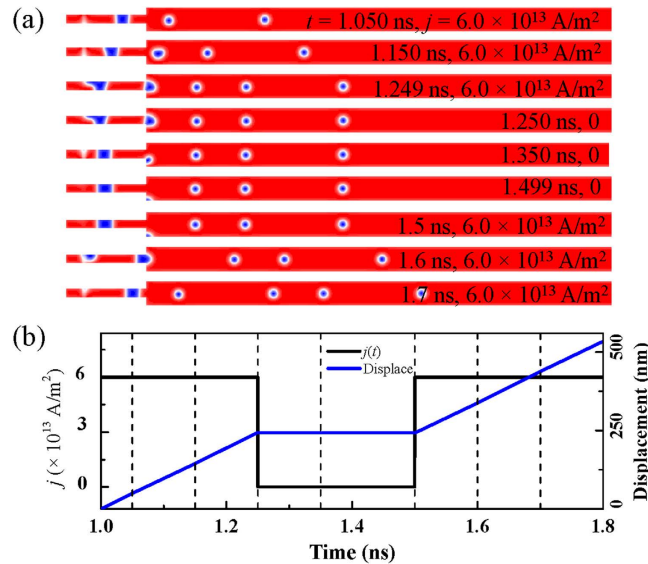 (a)
t = 1.050 ns, j = 6.0 × 10¹³ A/m²
1.150 ns, 6.0 × 10¹³ A/m²
1.249 ns, 6.0 × 10¹³ A/m²
1.250 ns, 0
1.350 ns, 0
1.499 ns, 0
1.5 ns, 6.0 × 10¹³ A/m²
1.6 ns, 6.0 × 10¹³ A/m²
1.7 ns, 6.0 × 10¹³ A/m²
(b)
j(t)
Displace
6
3
0
j (× 10¹³ A/m²)
500
250
0
Displacement (nm)
1.0 1.2 1.4 1.6 1.8
Time (ns)